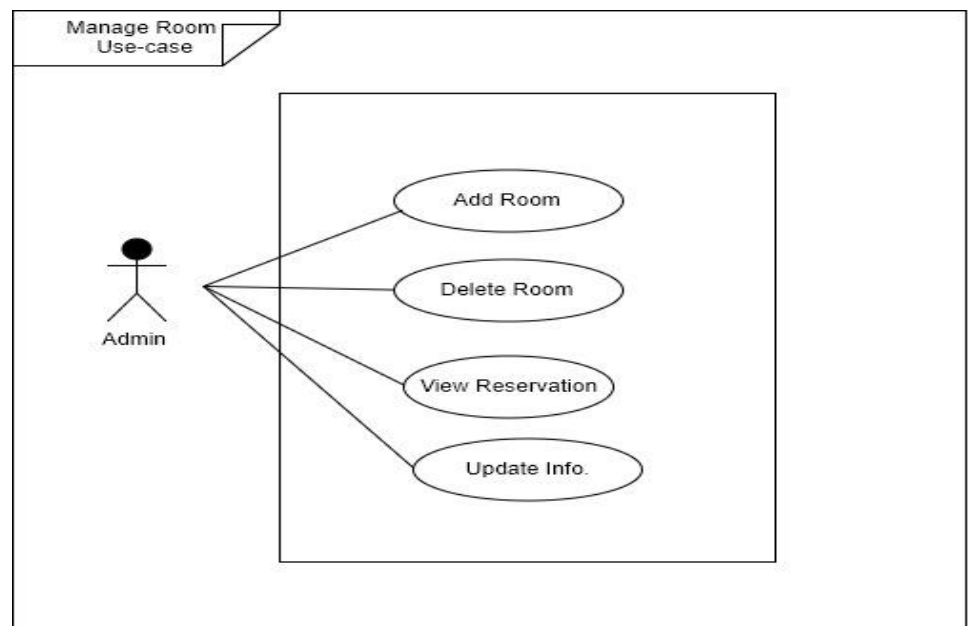 Manage Room
Use-case
Add Room
Delete Room
Admin
View Reservation
Update Info.